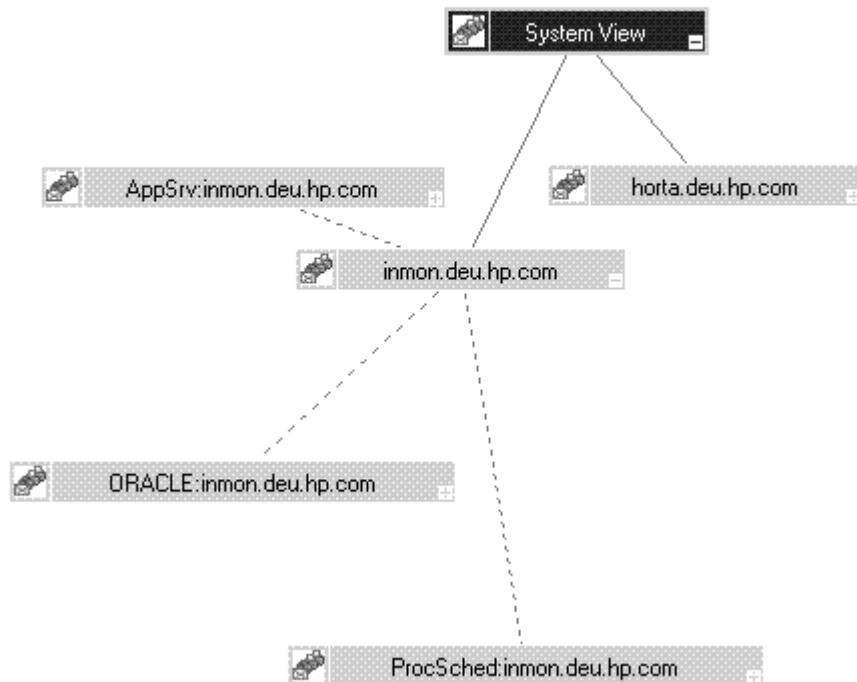 System View
AppSrv:inmon.deu.hp.com
horta.deu.hp.com
inmon.deu.hp.com
ORACLE:inmon.deu.hp.com
ProcSched:inmon.deu.hp.com